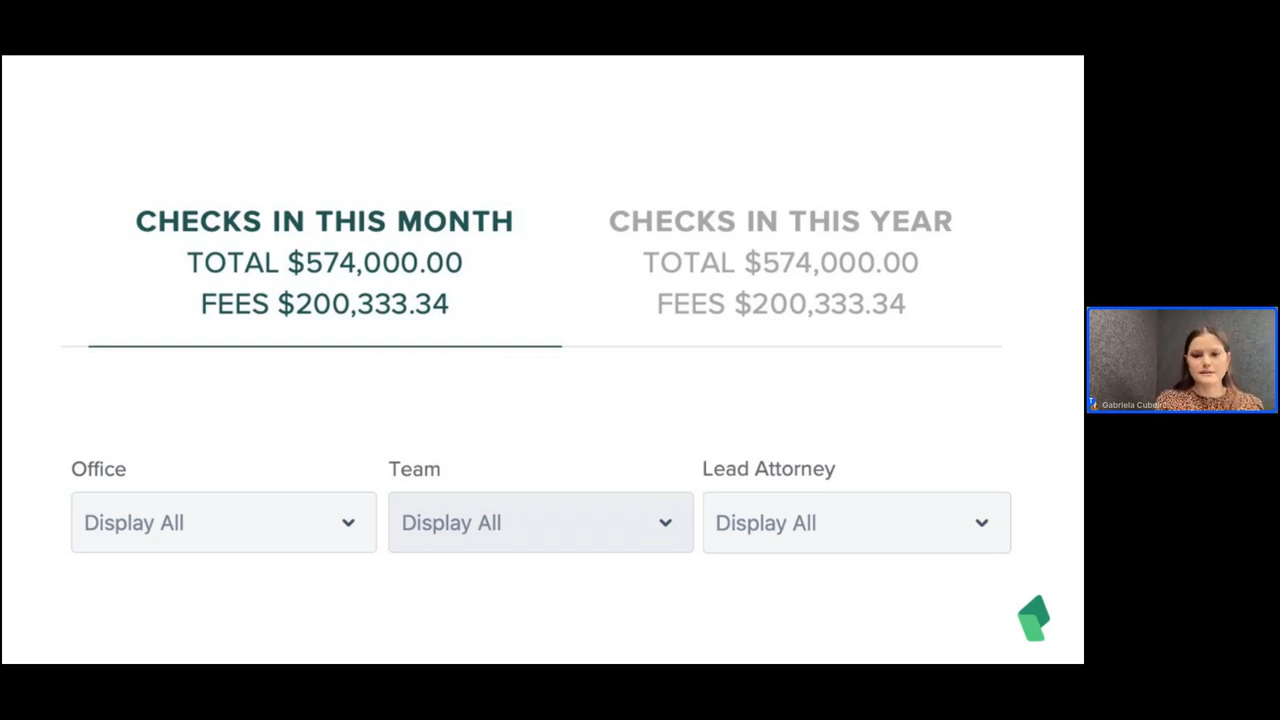 CHECKS IN THIS MONTH
TOTAL $574,000.00
FEES $200,333.34
CHECKS IN THIS YEAR
TOTAL $574,000.00
FEES $200,333.34
Office
Team
Lead Attorney
Display All
Display All
Display All
Gabriela